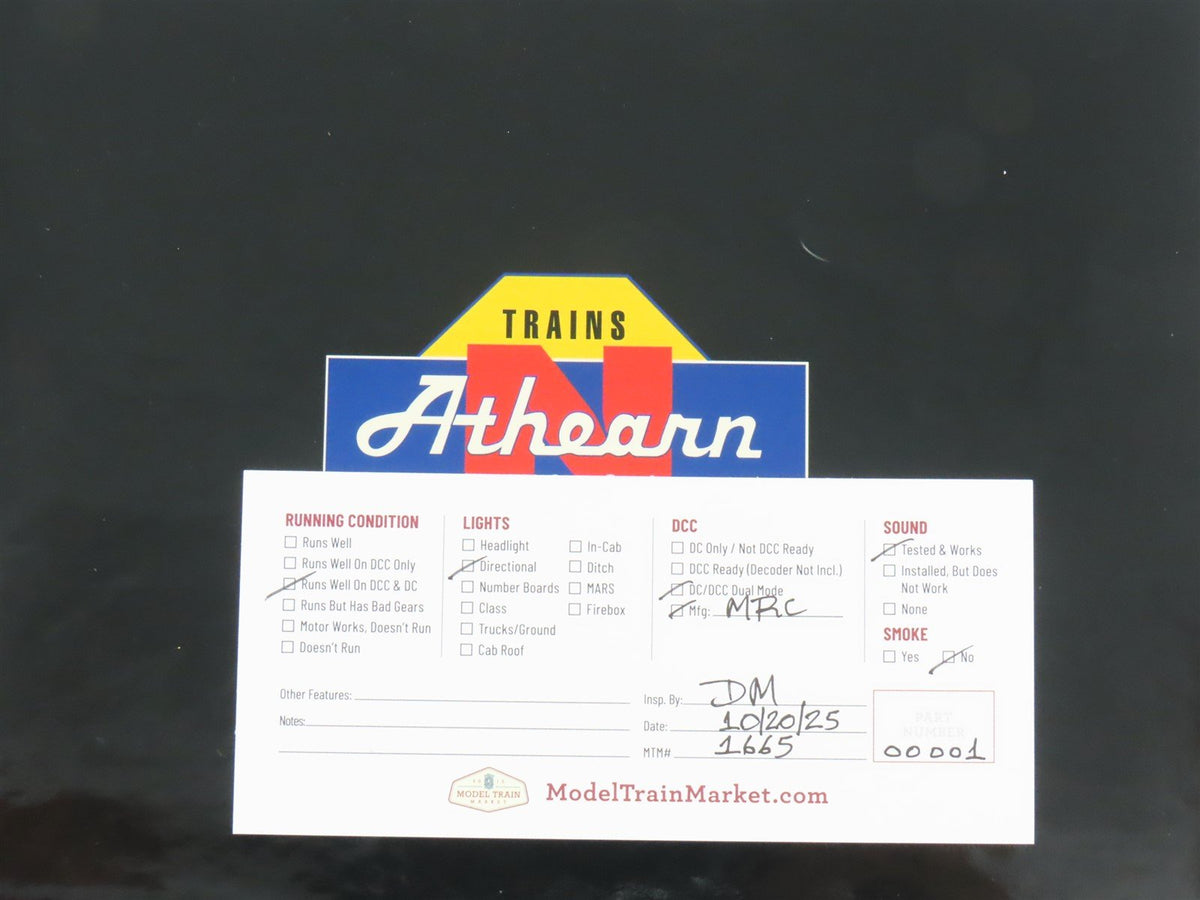 TRAINS
N
Athearn
RUNNING CONDITION
Runs Well
Runs Well On DCC Only
Runs Well On DCC & DC
Runs But Has Bad Gears
Motor Works, Doesn't Run
Doesn't Run
LIGHTS
Headlight
Directional
Number Boards
Class
Trucks/Ground
Cab Roof
In-Cab
Ditch
MARS
Firebox
DCC
DC Only / Not DCC Ready
DCC Ready (Decoder Not Incl.)
DC/DCC Dual Mode
Mfg: MRC
SOUND
Tested & Works
Installed, But Does
Not Work
None
SMOKE
Yes No
Other Features:
Notes:
Insp. By: DM
Date: 10/20/25
MTM# 1665
PART
NUMBER
00001
MODEL TRAIN
MARKET
ModelTrainMarket.com